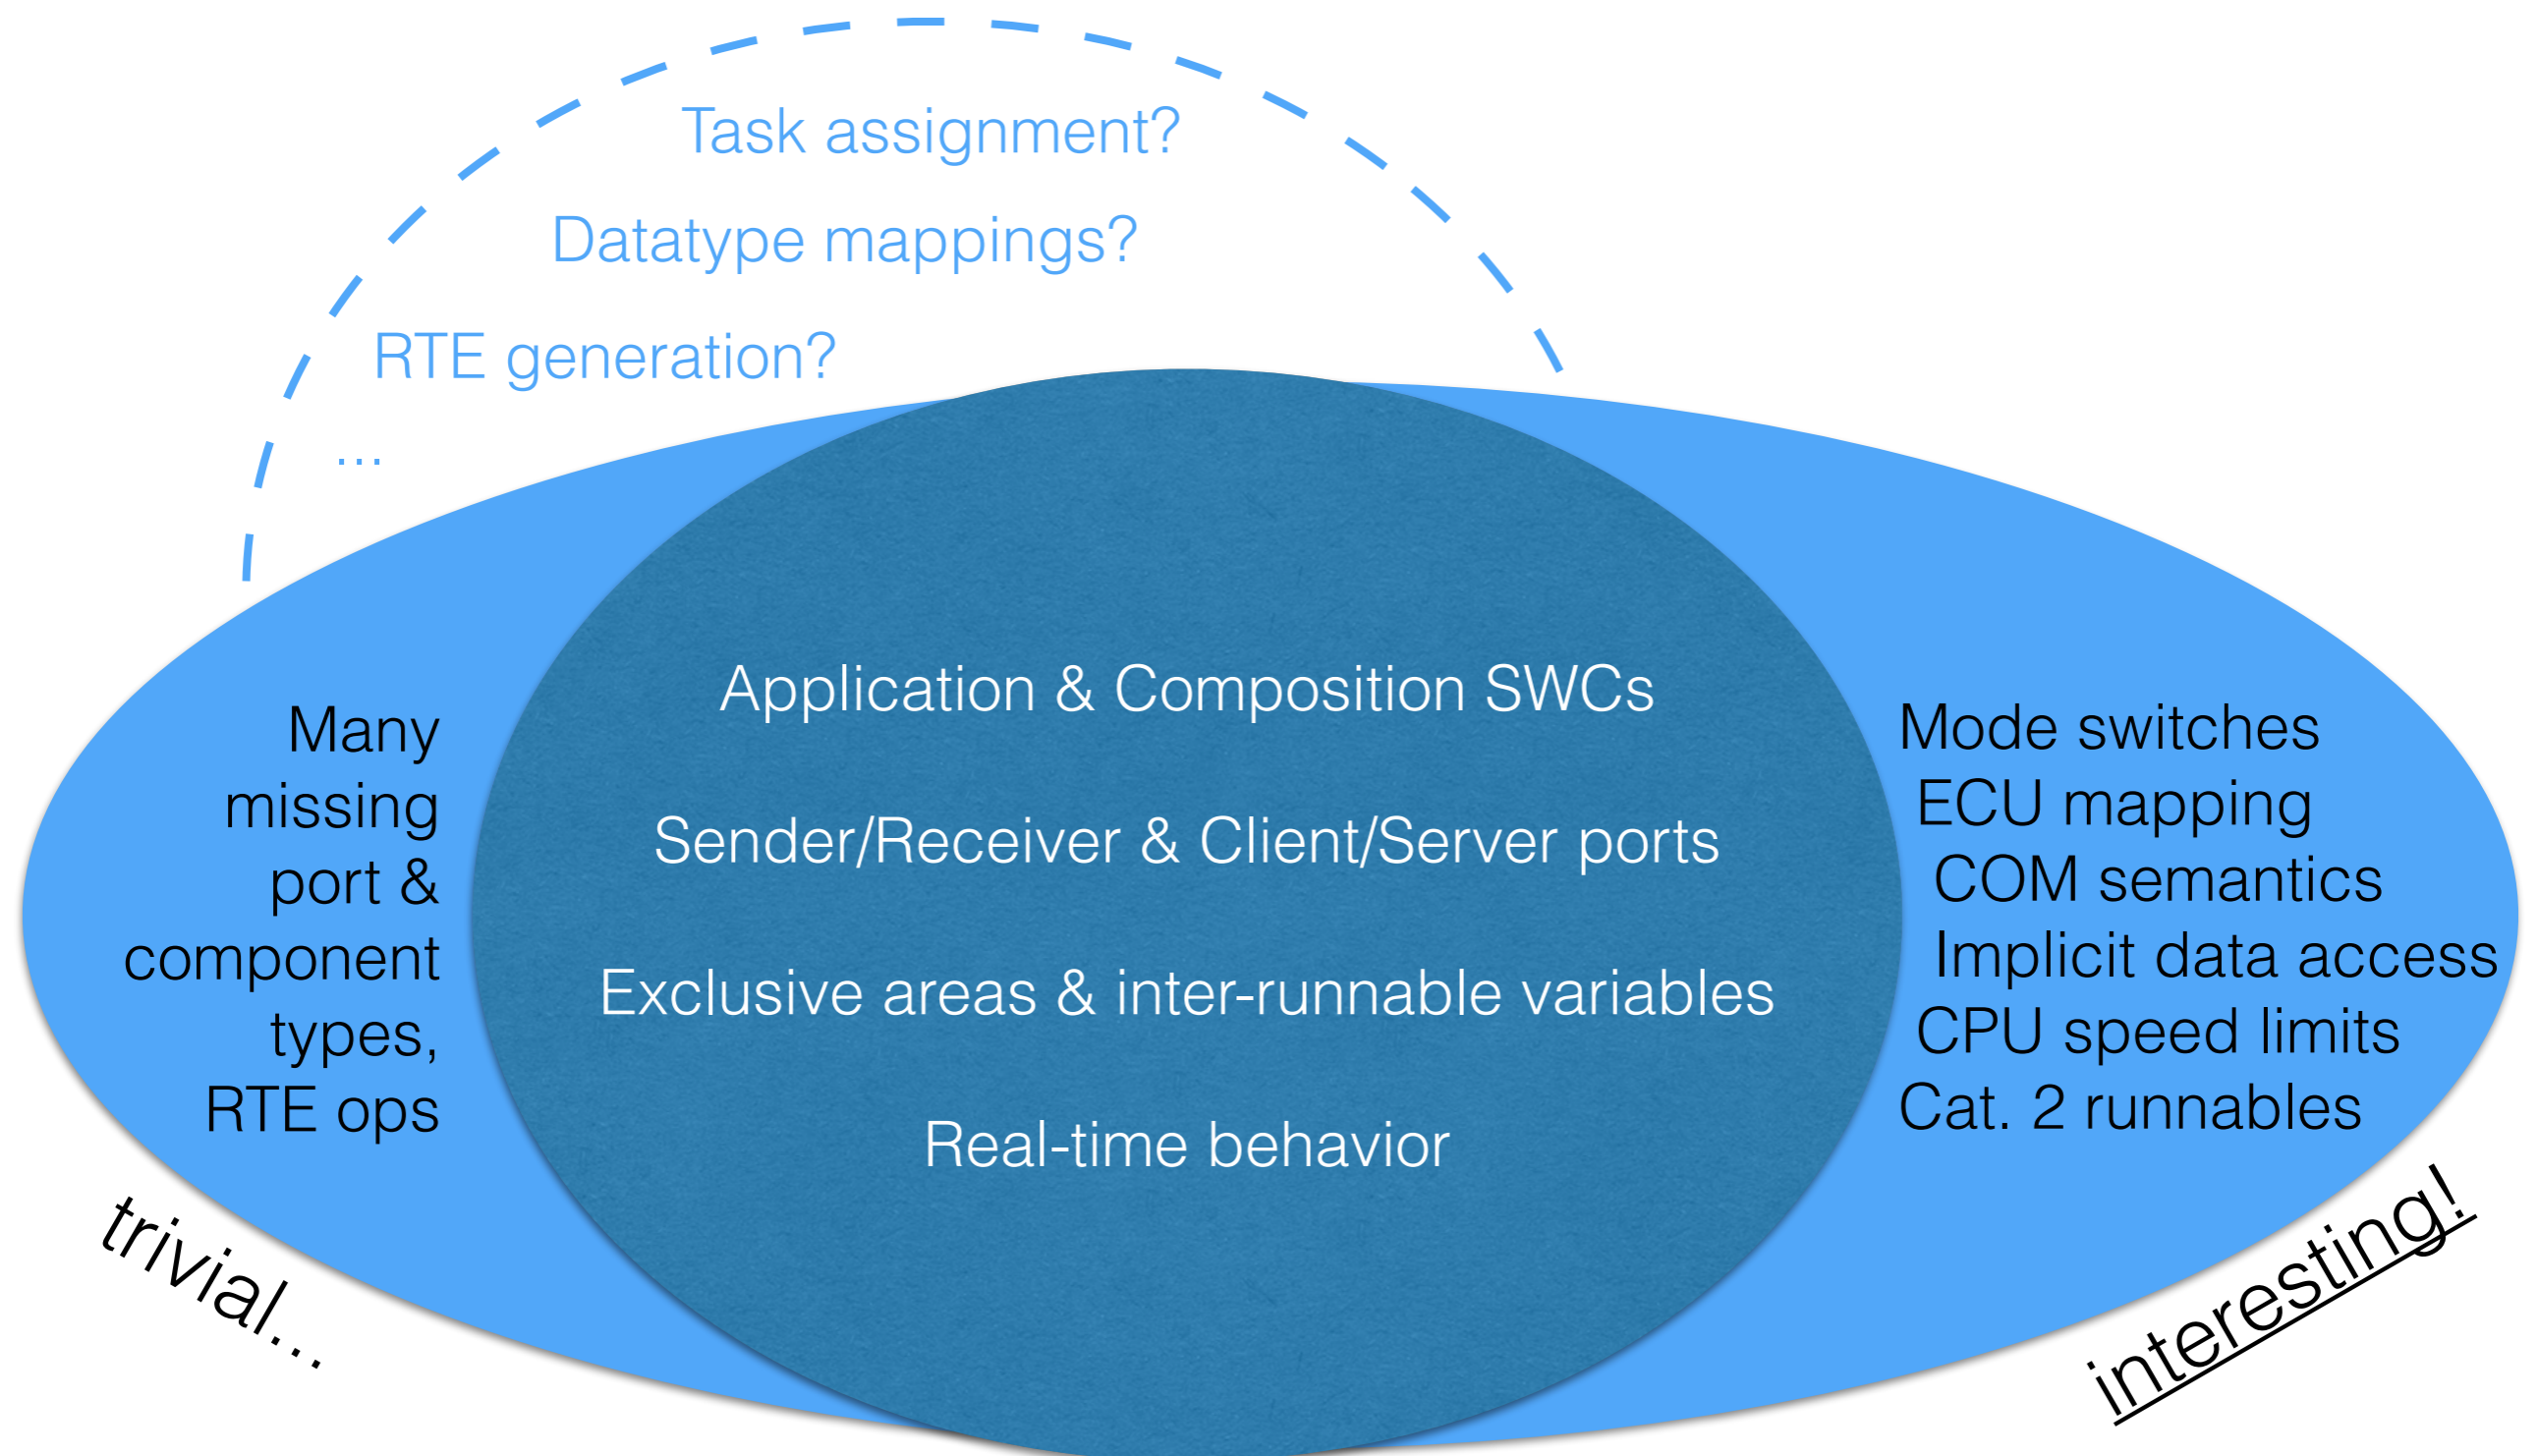 Task assignment?
Datatype mappings?
RTE generation?
...
Many
missing
port &
component
types,
RTE ops
Application & Composition SWCs
Sender/Receiver & Client/Server ports
Exclusive areas & inter-runnable variables
Real-time behavior
Mode switches
ECU mapping
COM semantics
Implicit data access
CPU speed limits
Cat. 2 runnables
trivial...
interesting!